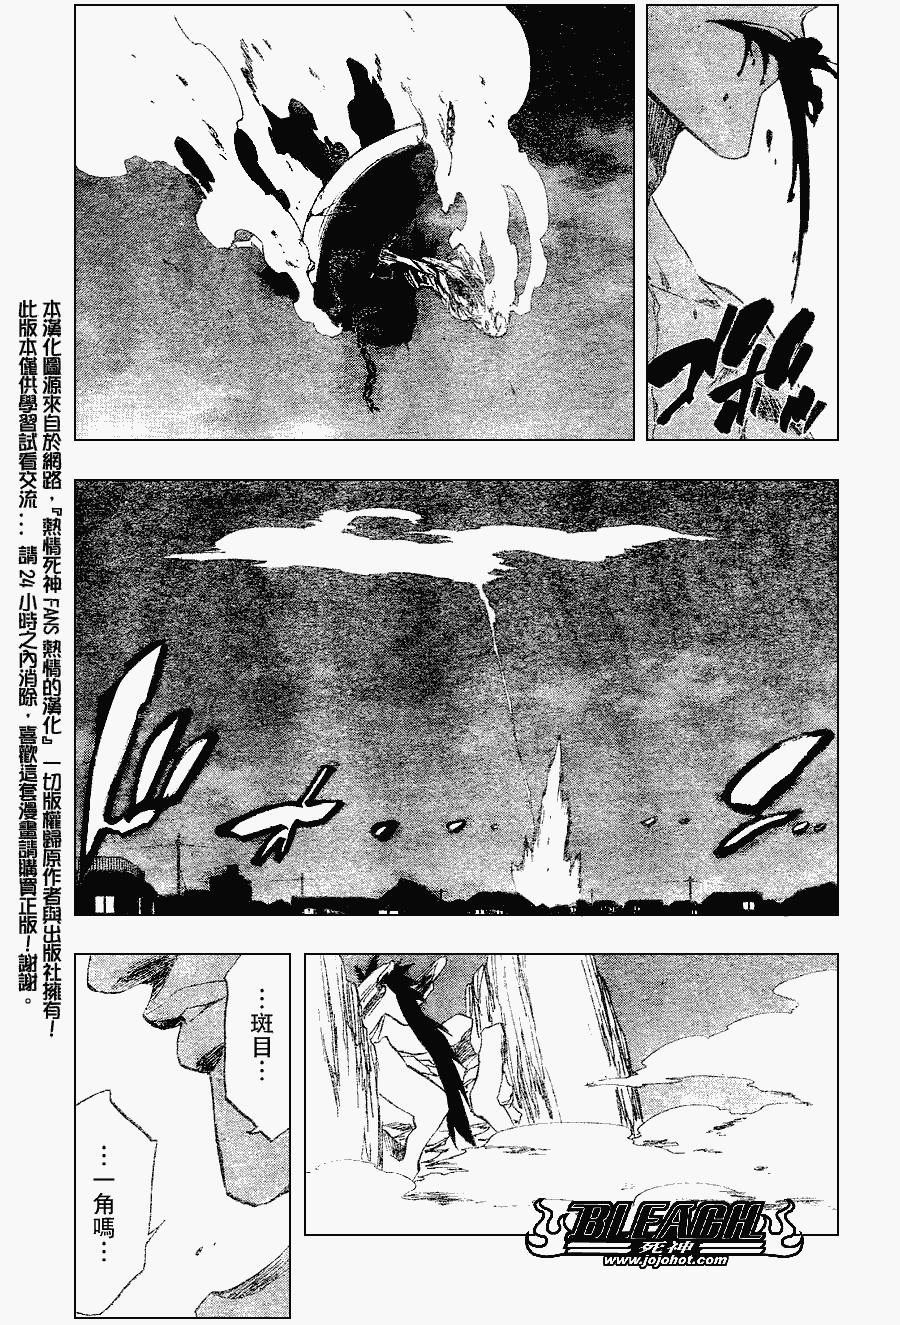 ゴボッ
…斑
目…
…一角嗎…
本漢化圖源來自於網路，『熱情死神FANS熱情的漢化』一切版權歸原作者與出版社擁有！
此版本僅供學習試看交流… 請24小時之內消除，喜歡這套漫畫請購買正版！謝謝。
BLEACH
死神
www.jojohot.com